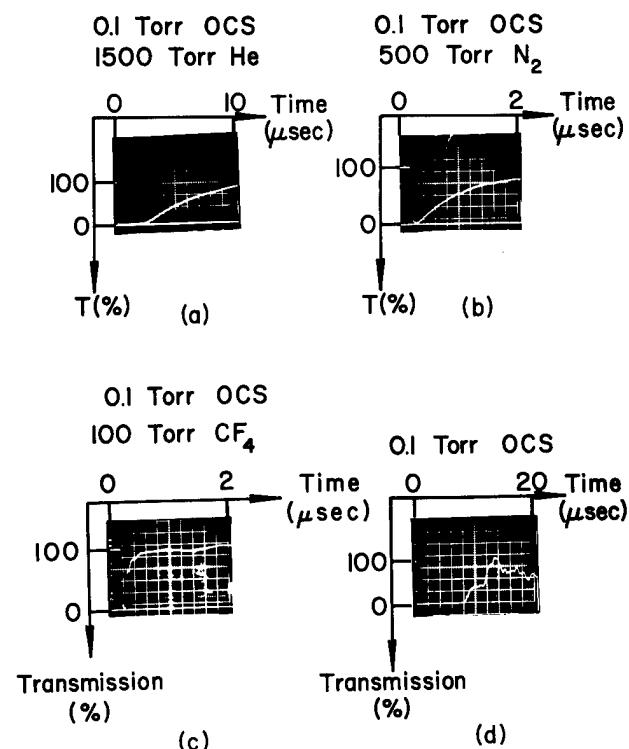 0.1 Torr OCS
1500 Torr He
0 10 Time
(μsec)
100
0
T(%)
(a)
0.1 Torr OCS
500 Torr N₂
0 2 Time
(μsec)
100
0
T(%)
(b)
0.1 Torr OCS
100 Torr CF₄
0 2 Time
(μsec)
100
0
Transmission
(%)
(c)
0.1 Torr OCS
0 20 Time
(μsec)
100
0
Transmission
(%)
(d)